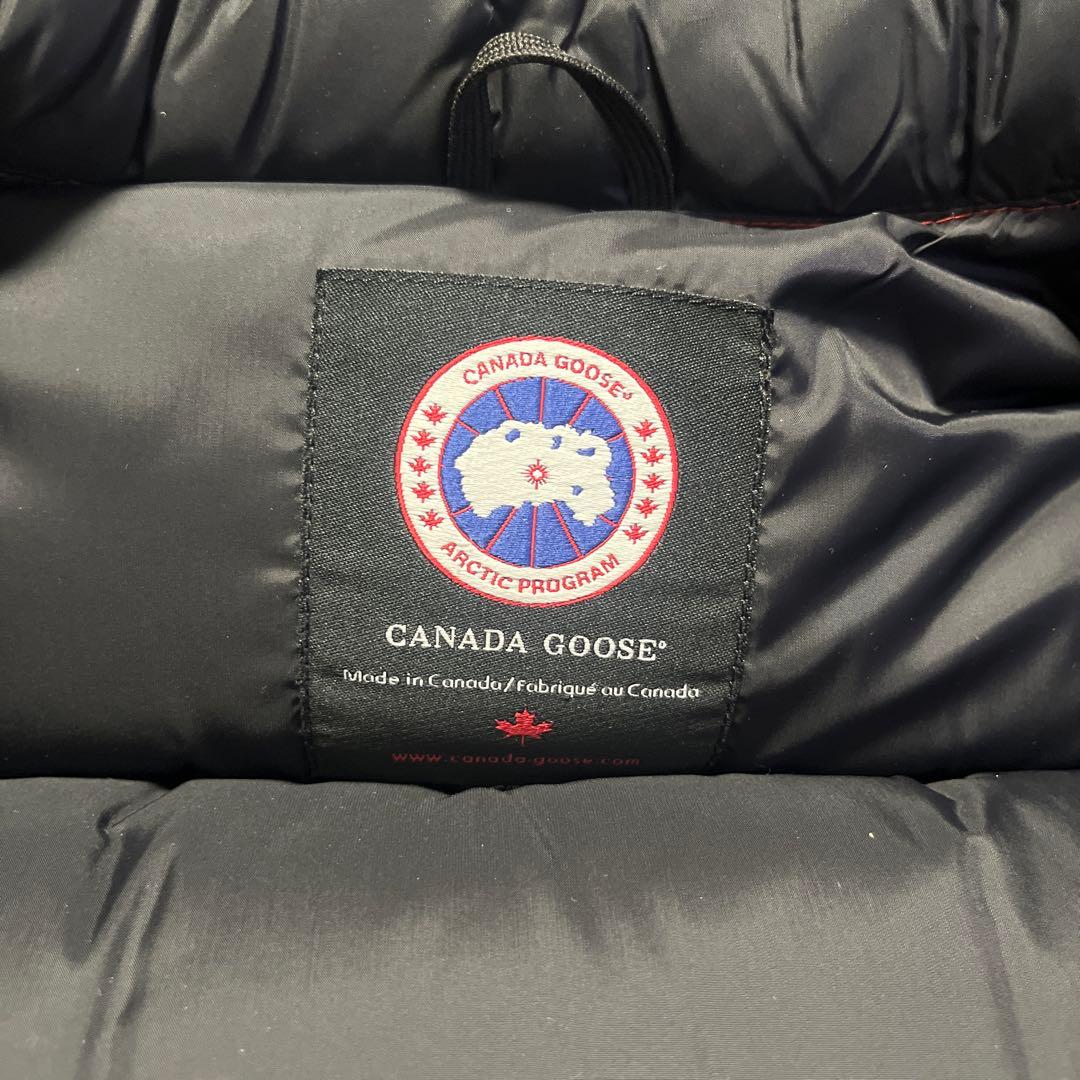 CANADA GOOSE®
ARCTIC PROGRAM
CANADA GOOSE®
Made in Canada/Fabriqué au Canada
www.canada-goose.com